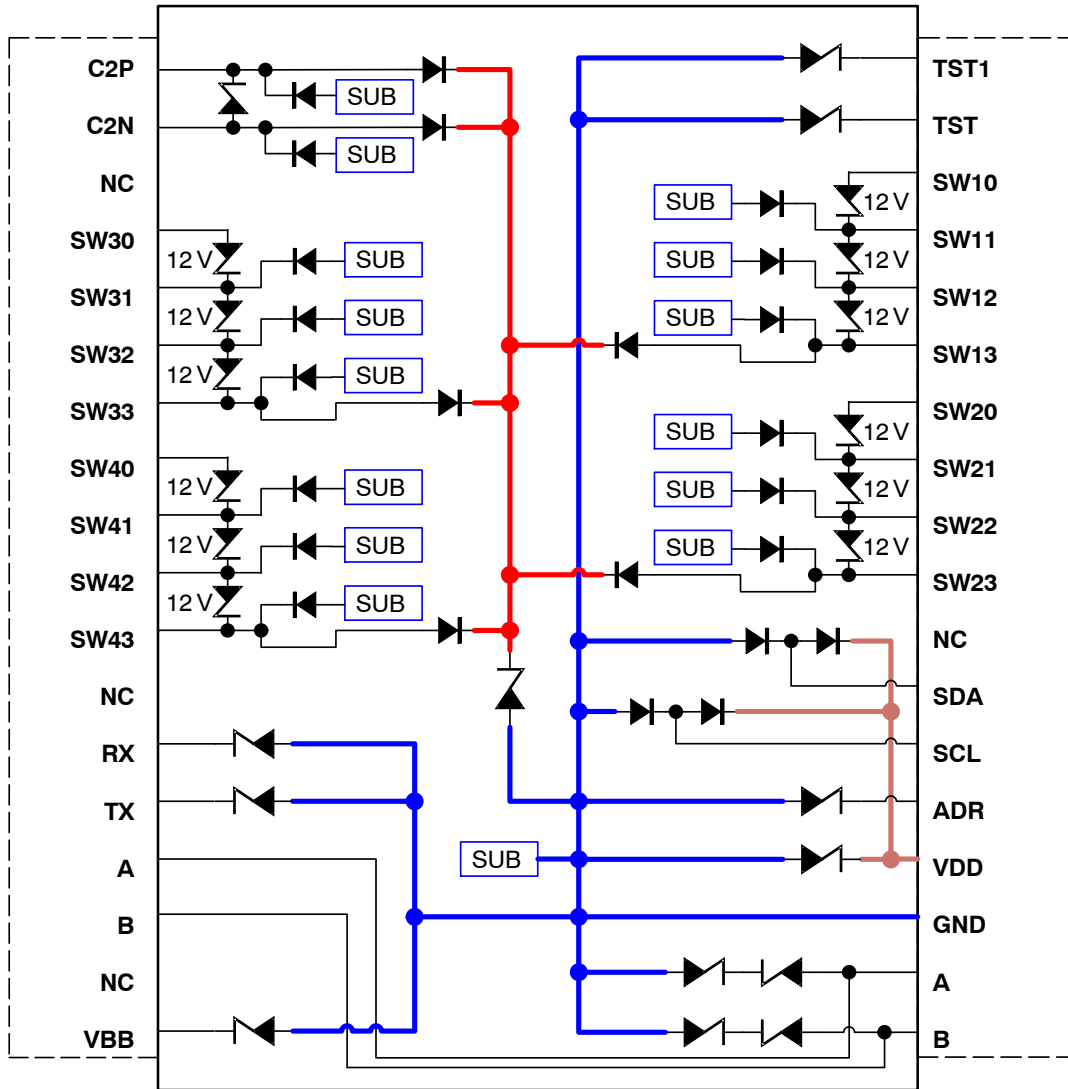 C2P
SUB
C2N
SUB
NC
SW30
12 V
SUB
SW31
12 V
SUB
SW32
12 V
SUB
SW33
SW40
12 V
SUB
SW41
12 V
SUB
SW42
12 V
SUB
SW43
NC
RX
TX
A
SUB
B
NC
VBB
TST1
TST
SW10
SUB
12 V
SW11
SUB
12 V
SW12
SUB
12 V
SW13
SW20
SUB
12 V
SW21
SUB
12 V
SW22
SUB
12 V
SW23
NC
SDA
SCL
ADR
VDD
GND
A
B